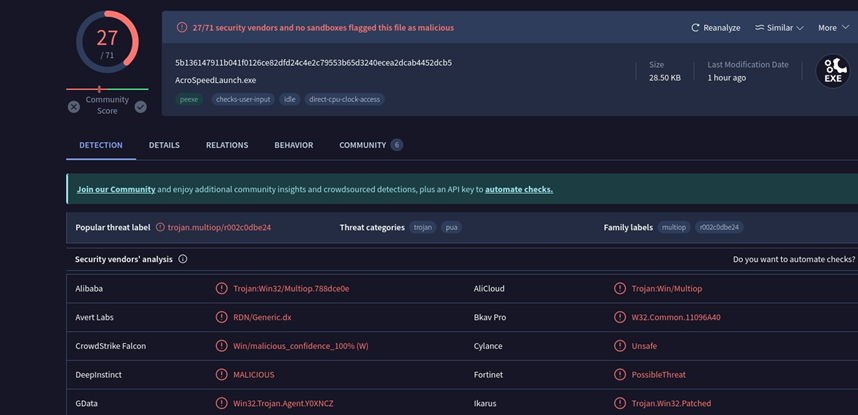 27
/ 71
Community
Score
27/71 security vendors and no sandboxes flagged this file as malicious
Reanalyze
Similar
More
5b136147911b041f0126ce82dfd24c4e2c79553b65d3240ecea2dcab4452dcb5
AcroSpeedLaunch.exe
peexe checks-user-input idle direct-cpu-clock-access
Size
28.50 KB
Last Modification Date
1 hour ago
EXE
DETECTION DETAILS RELATIONS BEHAVIOR COMMUNITY 6
Join our Community and enjoy additional community insights and crowdsourced detections, plus an API key to automate checks.
Popular threat label trojan.multiop/r002c0dbe24 Threat categories trojan pua Family labels multiop r002c0dbe24
Security vendors' analysis Do you want to automate checks?
Alibaba Trojan:Win32/Multiop.788dce0e AliCloud Trojan:Win/Multiop
Avert Labs RDN/Generic.dx Bkav Pro W32.Common.11096A40
CrowdStrike Falcon Win/malicious_confidence_100% (W) Cylance Unsafe
DeepInstinct MALICIOUS Fortinet PossibleThreat
GData Win32.Trojan.Agent.Y0XNCZ Ikarus Trojan.Win32.Patched